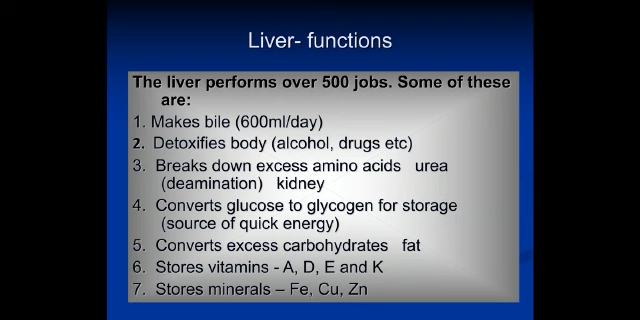 Liver- functions
The liver performs over 500 jobs. Some of these
are:
1. Makes bile (600ml/day)
2. Detoxifies body (alcohol, drugs etc)
3. Breaks down excess amino acids urea
(deamination) kidney
4. Converts glucose to glycogen for storage
(source of quick energy)
5. Converts excess carbohydrates fat
6. Stores vitamins - A, D, E and K
7. Stores minerals – Fe, Cu, Zn